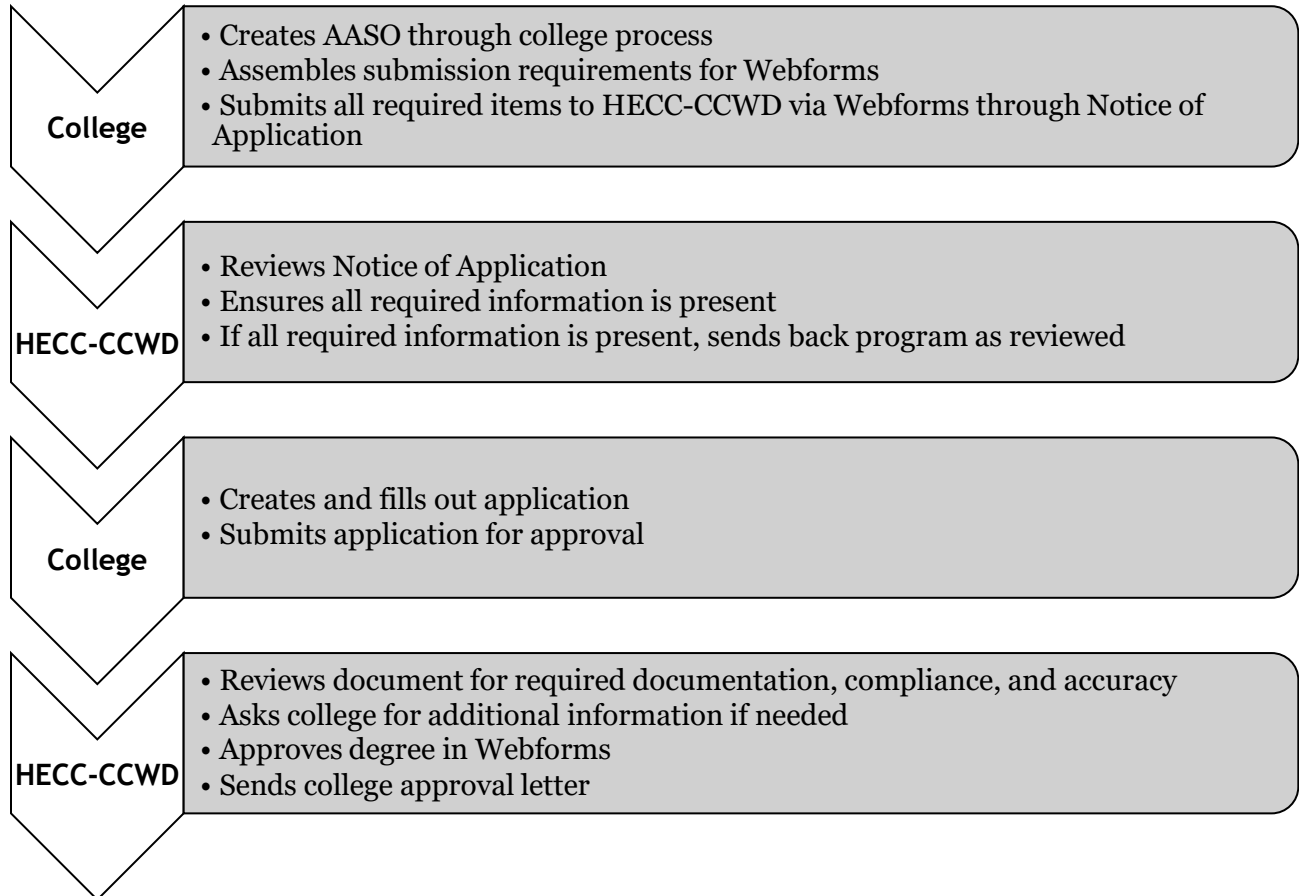 College
• Creates AASO through college process
• Assembles submission requirements for Webforms
• Submits all required items to HECC-CCWD via Webforms through Notice of
Application
HECC-CCWD
• Reviews Notice of Application
• Ensures all required information is present
• If all required information is present, sends back program as reviewed
College
• Creates and fills out application
• Submits application for approval
HECC-CCWD
• Reviews document for required documentation, compliance, and accuracy
• Asks college for additional information if needed
• Approves degree in Webforms
• Sends college approval letter